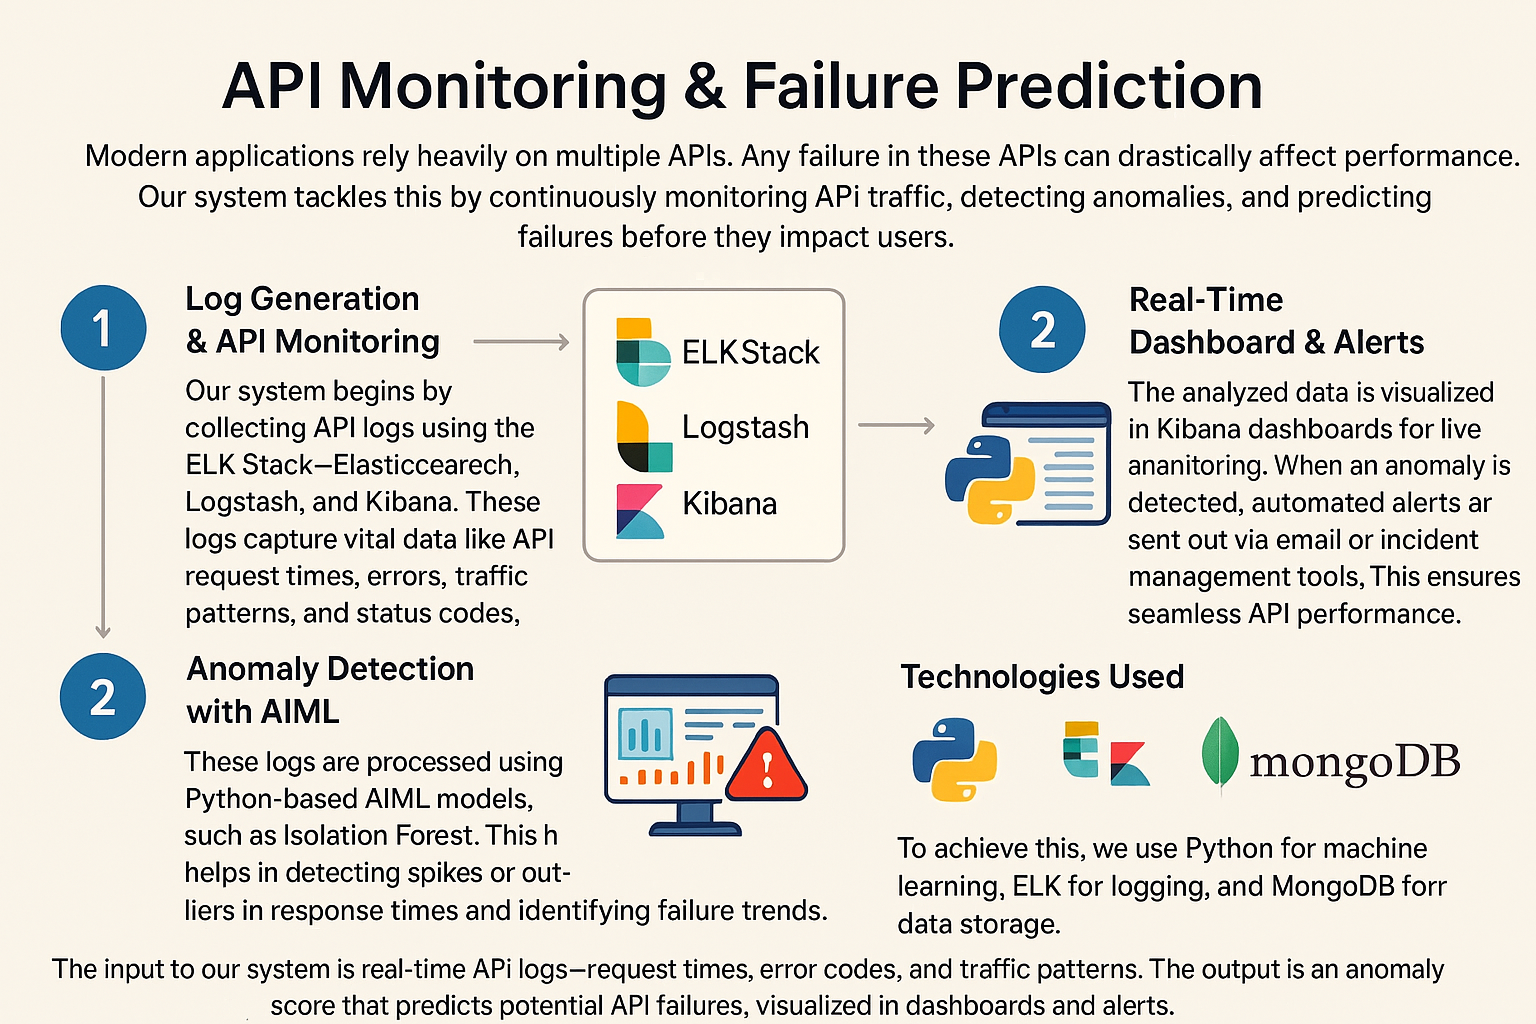 API Monitoring & Failure Prediction
Modern applications rely heavily on multiple APIs. Any failure in these APIs can drastically affect performance.
Our system tackles this by continuously monitoring APi traffic, detecting anomalies, and predicting
failures before they impact users.
1
Log Generation
& API Monitoring
Our system begins by
collecting API logs using the
ELK Stack—Elasticcearech,
Logstash, and Kibana. These
logs capture vital data like API
request times, errors, traffic
patterns, and status codes,
ELK Stack
Logstash
Kibana
2
Real-Time
Dashboard & Alerts
The analyzed data is visualized
in Kibana dashboards for live
ananitoring. When an anomaly is
detected, automated alerts ar
sent out via email or incident
management tools, This ensures
seamless API performance.
2
Anomaly Detection
with AIML
These logs are processed using
Python-based AIML models,
such as Isolation Forest. This h
helps in detecting spikes or out-
liers in response times and identifying failure trends.
Technologies Used
mongoDB
To achieve this, we use Python for machine
learning, ELK for logging, and MongoDB forr
data storage.
The input to our system is real-time APi logs—request times, error codes, and traffic patterns. The output is an anomaly
score that predicts potential API failures, visualized in dashboards and alerts.